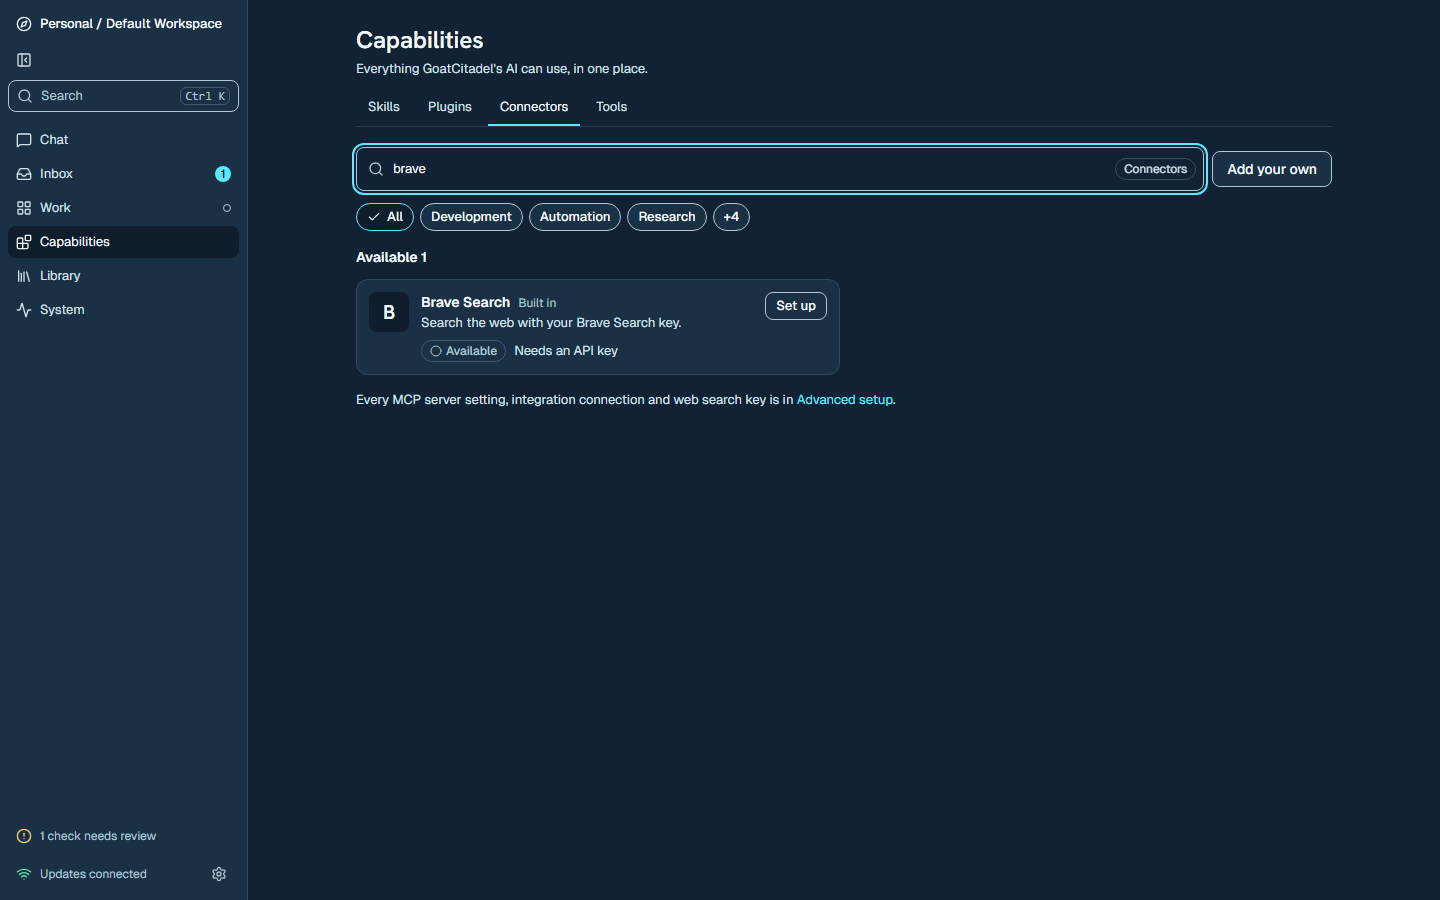 Personal / Default Workspace
Search
Ctrl K
Chat
Inbox
1
Work
Capabilities
Library
System
1 check needs review
Updates connected
Capabilities
Everything GoatCitadel's AI can use, in one place.
Skills
Plugins
Connectors
Tools
brave
Connectors
Add your own
All
Development
Automation
Research
+4
Available 1
B
Brave Search Built in
Set up
Search the web with your Brave Search key.
Available
Needs an API key
Every MCP server setting, integration connection and web search key is in Advanced setup.